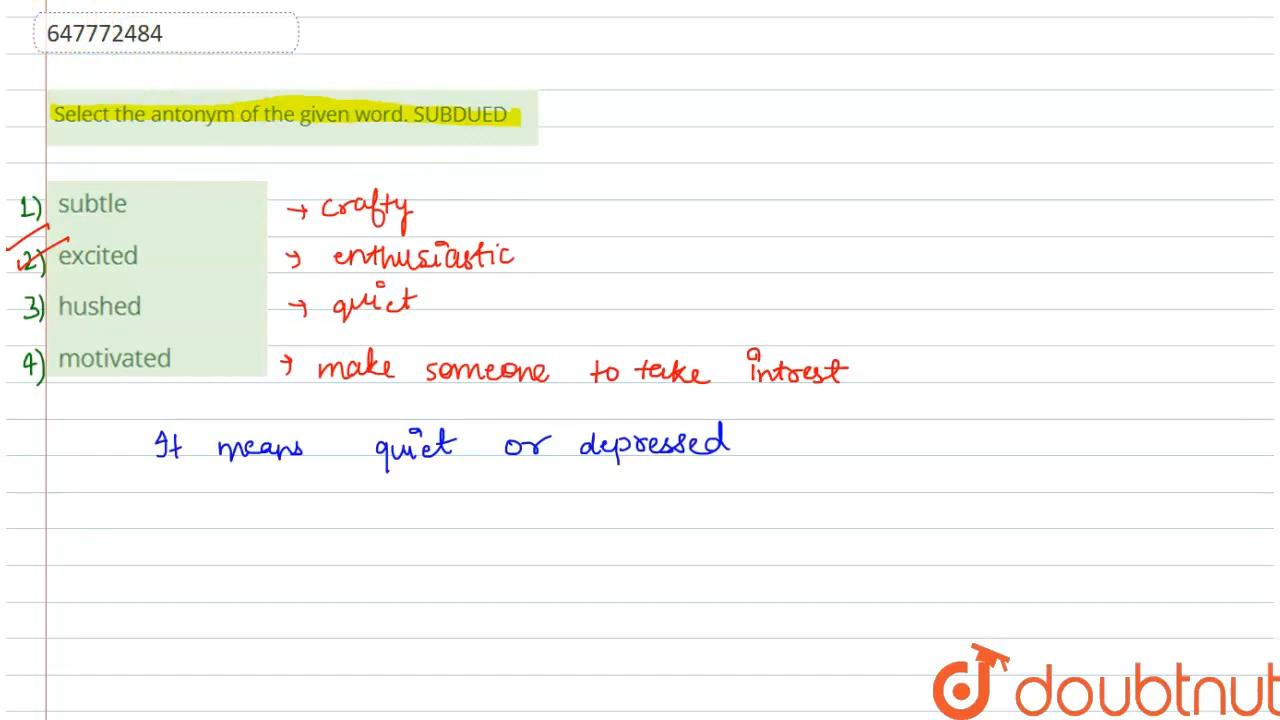 647772484
Select the antonym of the given word. SUBDUED
1) subtle → crafty
2) excited → enthusiastic
3) hushed → quiet
4) motivated → make someone to take intrest
It means quiet or depressed
doubtnut